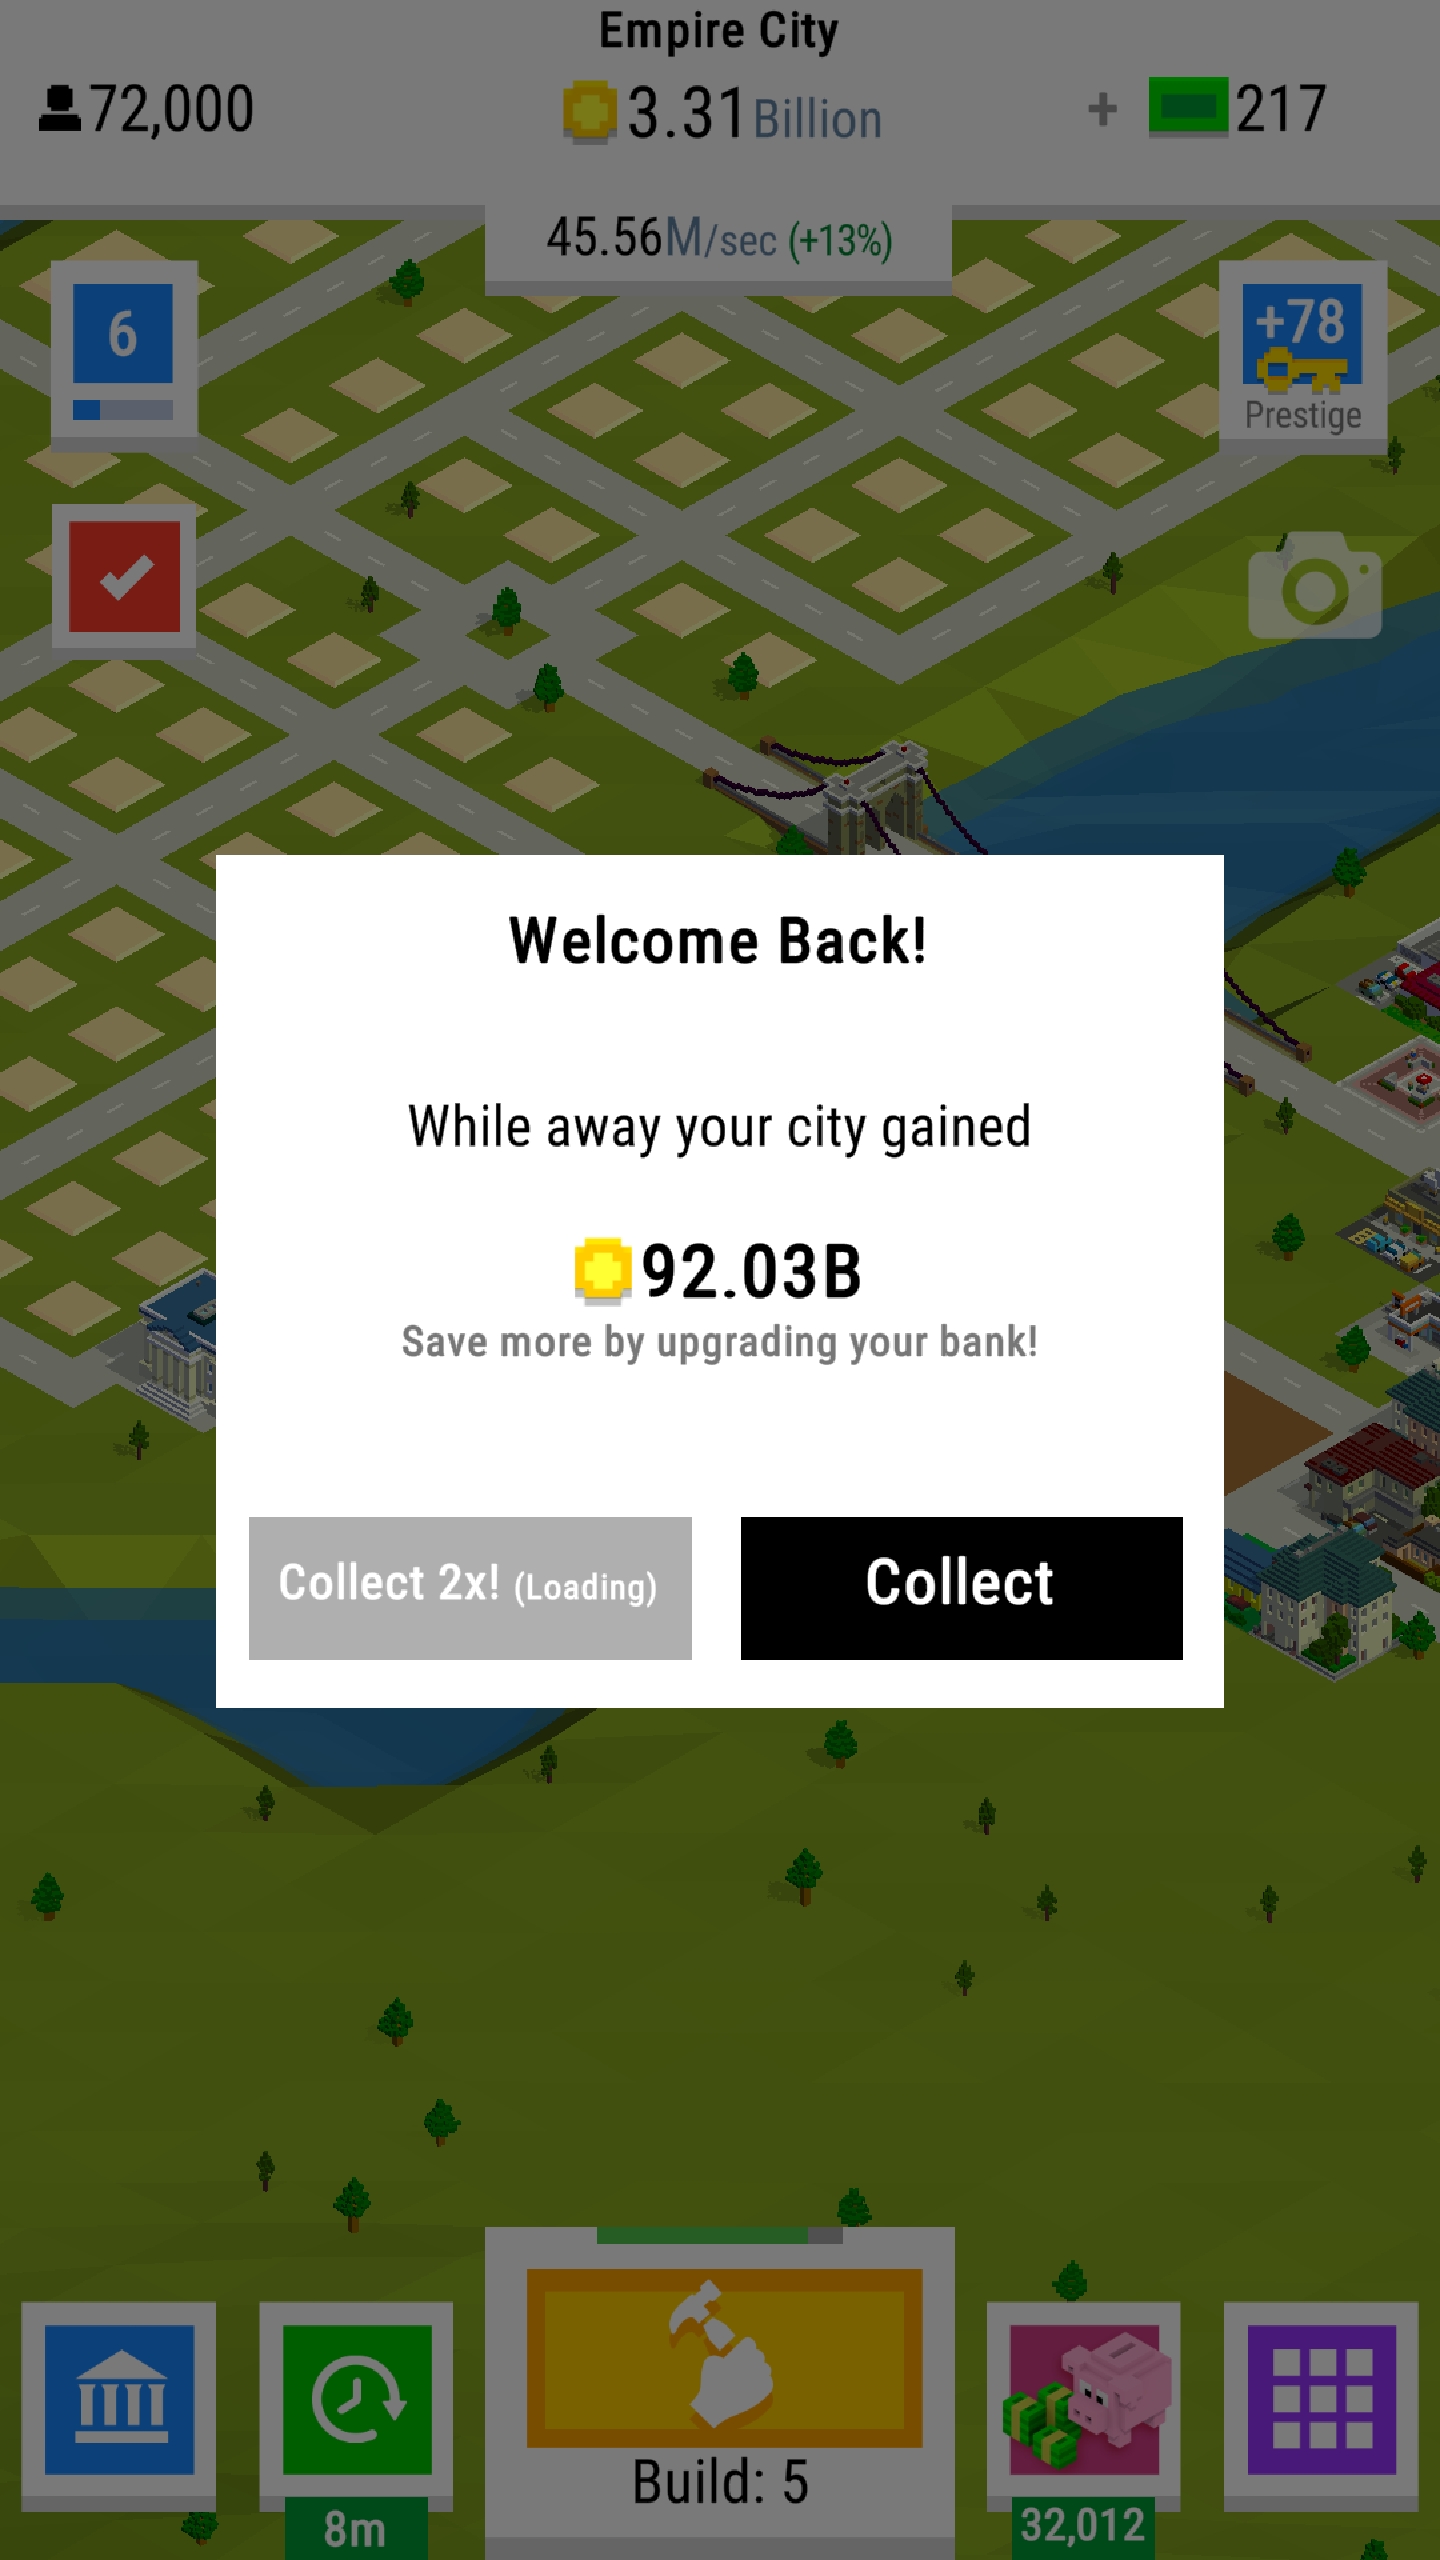 Empire City
72,000
3.31 Billion
+ 217
45.56M/sec (+13%)
6
+78
Prestige
Welcome Back!
While away your city gained
92.03B
Save more by upgrading your bank!
Collect 2x! (Loading)
Collect
Build: 5
8m
32,012